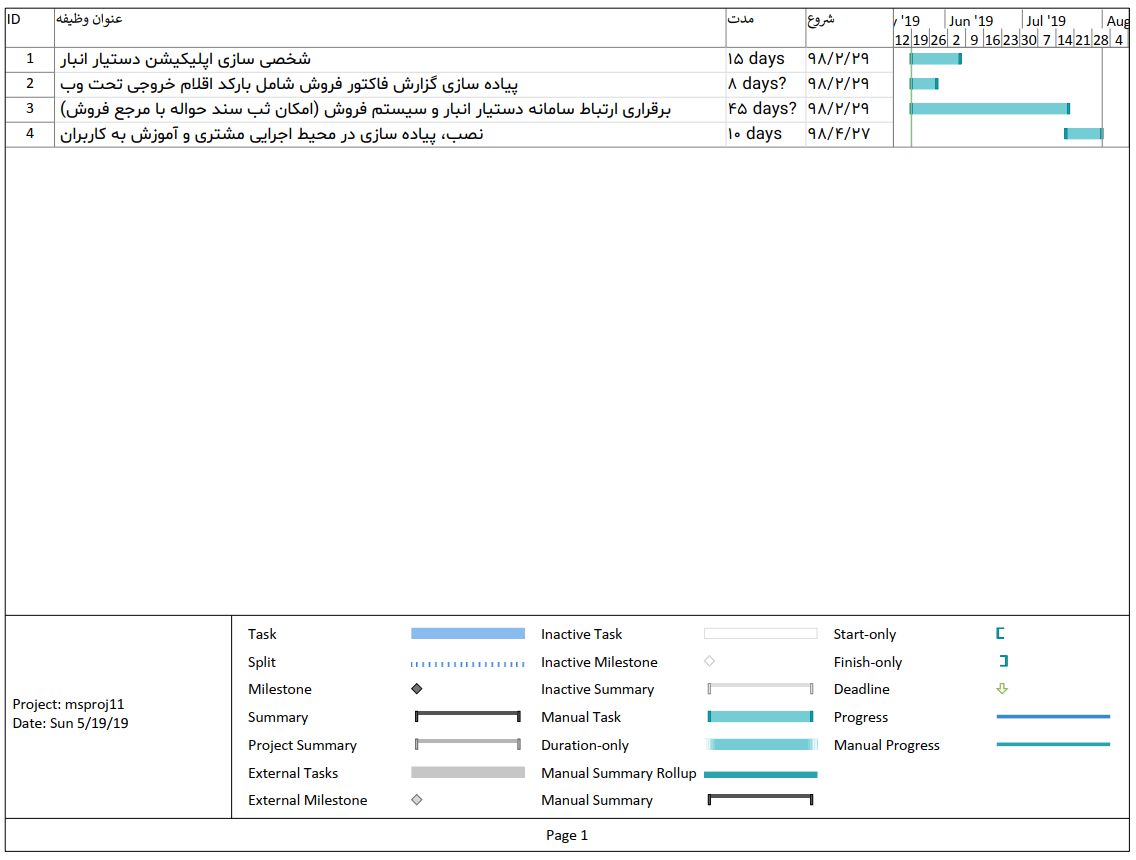 ID عنوان وظیفه مدت شروع / '19 Jun '19 Jul '19 Aug
12 19 26 2 9 16 23 30 7 14 21 28 4
1 شخصی سازی اپلیکیشن دستیار انبار ۱۵ days ۹۸/۲/۲۹
2 پیاده سازی گزارش فاکتور فروش شامل بارکد اقلام خروجی تحت وب ۸ days? ۹۸/۲/۲۹
3 برقراری ارتباط سامانه دستیار انبار و سیستم فروش (امکان ثب سند حواله با مرجع فروش) ۴۵ days? ۹۸/۲/۲۹
4 نصب، پیاده سازی در محیط اجرایی مشتری و آموزش به کاربران ۱۰ days ۹۸/۴/۲۷
Project: msproj11
Date: Sun 5/19/19
Task Inactive Task Start-only
Split Inactive Milestone Finish-only
Milestone Inactive Summary Deadline
Summary Manual Task Progress
Project Summary Duration-only Manual Progress
External Tasks Manual Summary Rollup
External Milestone Manual Summary
Page 1